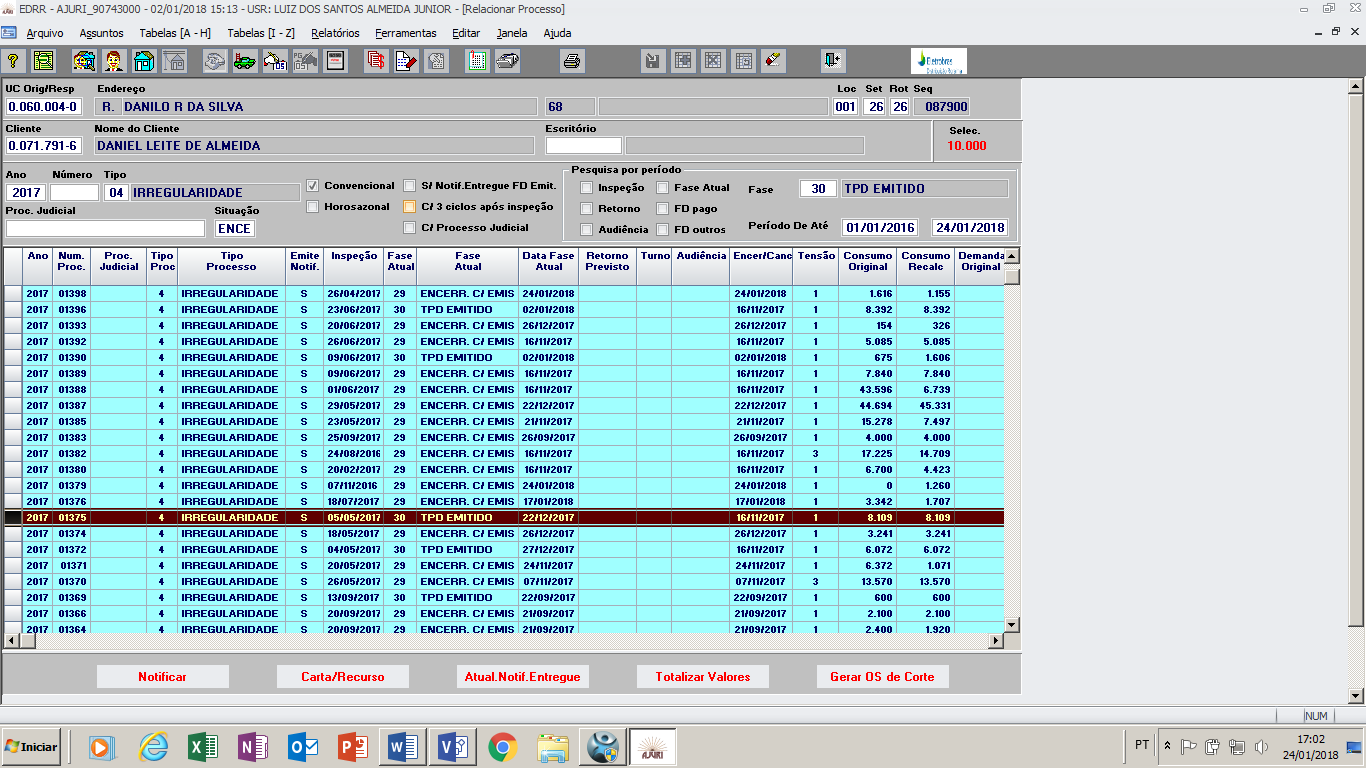 EDRR - AJURI_90743000 - 02/01/2018 15:13 - USR: LUIZ DOS SANTOS ALMEIDA JUNIOR - [Relacionar Processo]
Arquivo Assuntos Tabelas [A - H] Tabelas [I - Z] Relatórios Ferramentas Editar Janela Ajuda
Eletrobras
UC Orig/Resp Endereço Loc Set Rot Seq
0.060.004-0 R. DANILO R DA SILVA 68 001 26 26 087900
Cliente Nome do Cliente Escritório Selec.
0.071.791-6 DANIEL LEITE DE ALMEIDA 10.000
Pesquisa por período
Ano Número Tipo
2017 04 IRREGULARIDADE
Convencional S/ Notif.Entregue FD Emit.
Inspeção Fase Atual Fase 30 TPD EMITIDO
Horosazonal C/ 3 ciclos após inspeção
Retorno FD pago
Proc. Judicial Situação
ENCE
C/ Processo Judicial
Audiência FD outros Período De Até 01/01/2016 24/01/2018
Ano Num. Proc. Proc. Judicial Tipo Proc Tipo Processo Emite Notif. Inspeção Fase Atual Fase Atual Data Fase Atual Retorno Previsto Turno Audiência Encer/Canc Tensão Consumo Original Consumo Recalc Demanda Original
2017 01398 4 IRREGULARIDADE S 26/04/2017 29 ENCERR. C/ EMIS 24/01/2018 24/01/2018 1 1.616 1.155
2017 01396 4 IRREGULARIDADE S 23/06/2017 30 TPD EMITIDO 02/01/2018 16/11/2017 1 8.392 8.392
2017 01393 4 IRREGULARIDADE S 20/06/2017 29 ENCERR. C/ EMIS 26/12/2017 26/12/2017 1 154 326
2017 01392 4 IRREGULARIDADE S 26/06/2017 29 ENCERR. C/ EMIS 16/11/2017 16/11/2017 1 5.085 5.085
2017 01390 4 IRREGULARIDADE S 09/06/2017 30 TPD EMITIDO 02/01/2018 02/01/2018 1 675 1.606
2017 01389 4 IRREGULARIDADE S 09/06/2017 29 ENCERR. C/ EMIS 16/11/2017 16/11/2017 1 7.840 7.840
2017 01388 4 IRREGULARIDADE S 01/06/2017 29 ENCERR. C/ EMIS 16/11/2017 16/11/2017 1 43.596 6.739
2017 01387 4 IRREGULARIDADE S 29/05/2017 29 ENCERR. C/ EMIS 22/12/2017 22/12/2017 1 44.694 45.331
2017 01385 4 IRREGULARIDADE S 23/05/2017 29 ENCERR. C/ EMIS 21/11/2017 21/11/2017 1 15.278 7.497
2017 01383 4 IRREGULARIDADE S 25/09/2017 29 ENCERR. C/ EMIS 26/09/2017 26/09/2017 1 4.000 4.000
2017 01382 4 IRREGULARIDADE S 24/08/2016 29 ENCERR. C/ EMIS 16/11/2017 16/11/2017 3 17.225 14.709
2017 01380 4 IRREGULARIDADE S 20/02/2017 29 ENCERR. C/ EMIS 16/11/2017 16/11/2017 1 6.700 4.423
2017 01379 4 IRREGULARIDADE S 07/11/2016 29 ENCERR. C/ EMIS 24/01/2018 24/01/2018 1 0 1.260
2017 01376 4 IRREGULARIDADE S 18/07/2017 29 ENCERR. C/ EMIS 17/01/2018 17/01/2018 1 3.342 1.707
2017 01375 4 IRREGULARIDADE S 05/05/2017 30 TPD EMITIDO 22/12/2017 16/11/2017 1 8.109 8.109
2017 01374 4 IRREGULARIDADE S 18/05/2017 29 ENCERR. C/ EMIS 26/12/2017 26/12/2017 1 3.241 3.241
2017 01372 4 IRREGULARIDADE S 04/05/2017 30 TPD EMITIDO 27/12/2017 16/11/2017 1 6.072 6.072
2017 01371 4 IRREGULARIDADE S 20/05/2017 29 ENCERR. C/ EMIS 24/11/2017 24/11/2017 1 6.372 1.071
2017 01370 4 IRREGULARIDADE S 26/05/2017 29 ENCERR. C/ EMIS 07/11/2017 07/11/2017 3 13.570 13.570
2017 01369 4 IRREGULARIDADE S 13/09/2017 30 TPD EMITIDO 22/09/2017 22/09/2017 1 600 600
2017 01366 4 IRREGULARIDADE S 20/09/2017 29 ENCERR. C/ EMIS 21/09/2017 21/09/2017 1 2.100 2.100
2017 01364 4 IRREGULARIDADE S 20/09/2017 29 ENCERR. C/ EMIS 21/09/2017 21/09/2017 1 2.400 1.920
Notificar Carta/Recurso Atual.Notif.Entregue Totalizar Valores Gerar OS de Corte
NUM
Iniciar AJURI PT 17:02
24/01/2018